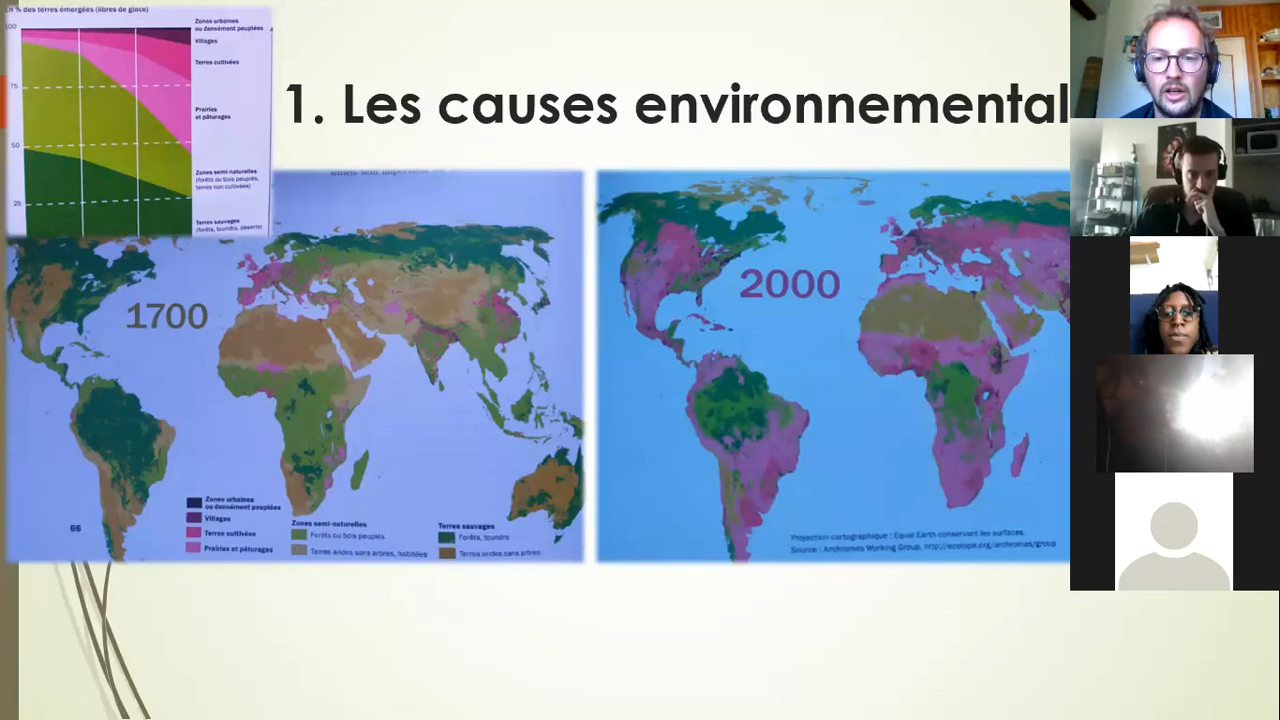 % des terres émergées (libres de glace)
100
75
50
25
Zones urbaines
ou densément peuplées
Villages
Terres cultivées
Prairies
et pâturages
Zones semi-naturelles
(forêts ou bois peuplés,
terres non cultivées)
Terres sauvages
(forêts, toundra, déserts)
1. Les causes environnemental
1700
66
Zones urbaines
ou densément peuplées
Villages
Terres cultivées
Prairies et pâturages
Zones semi-naturelles
Forêts ou bois peuplés
Terres arides sans arbres, habitées
Terres sauvages
Forêts, toundra
Terres arides sans arbres
2000
Projection cartographique : Equal Earth conservant les surfaces.
Source : Anthromes Working Group, http://ecotope.org/anthromes/group